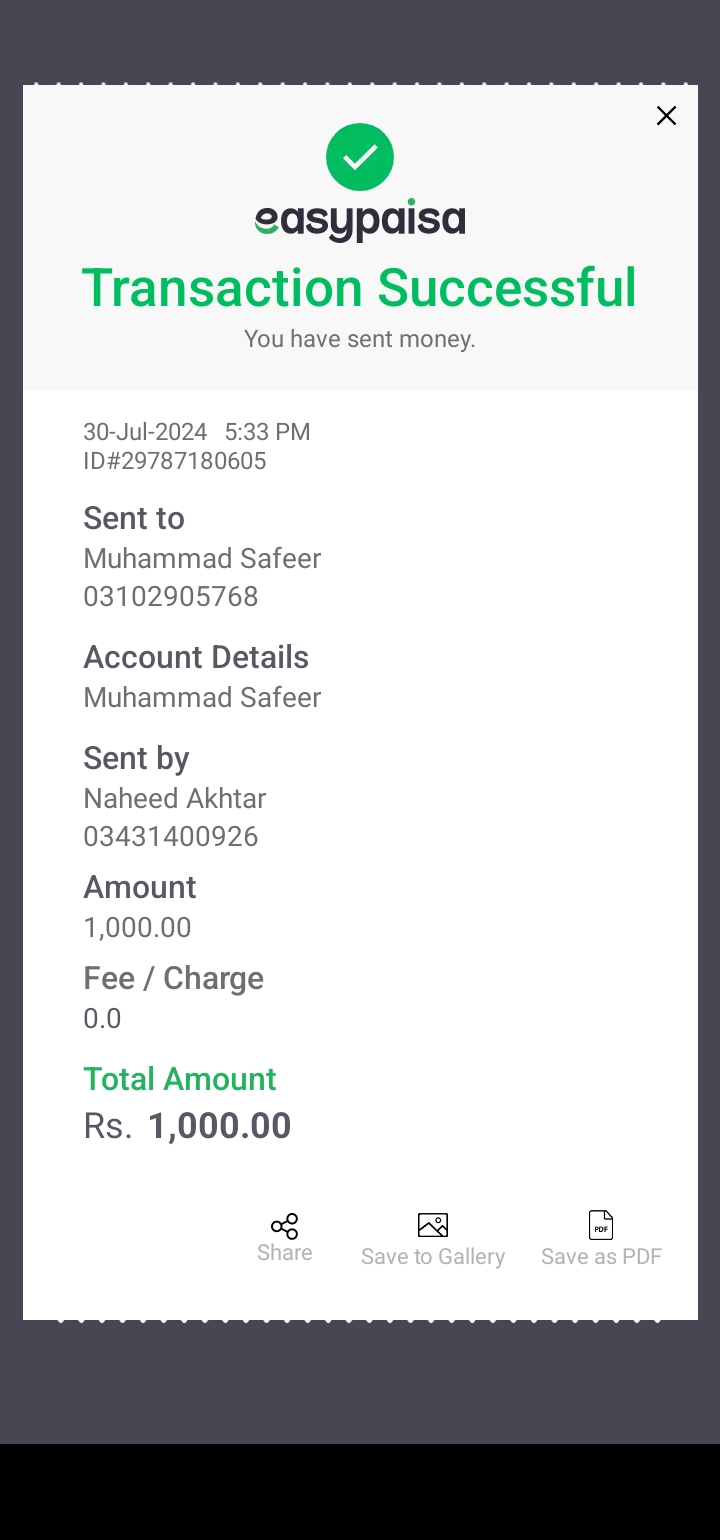 easypaisa
Transaction Successful
You have sent money.
30-Jul-2024 5:33 PM
ID#29787180605
Sent to
Muhammad Safeer
03102905768
Account Details
Muhammad Safeer
Sent by
Naheed Akhtar
03431400926
Amount
1,000.00
Fee / Charge
0.0
Total Amount
Rs. 1,000.00
PDF
Share Save to Gallery Save as PDF